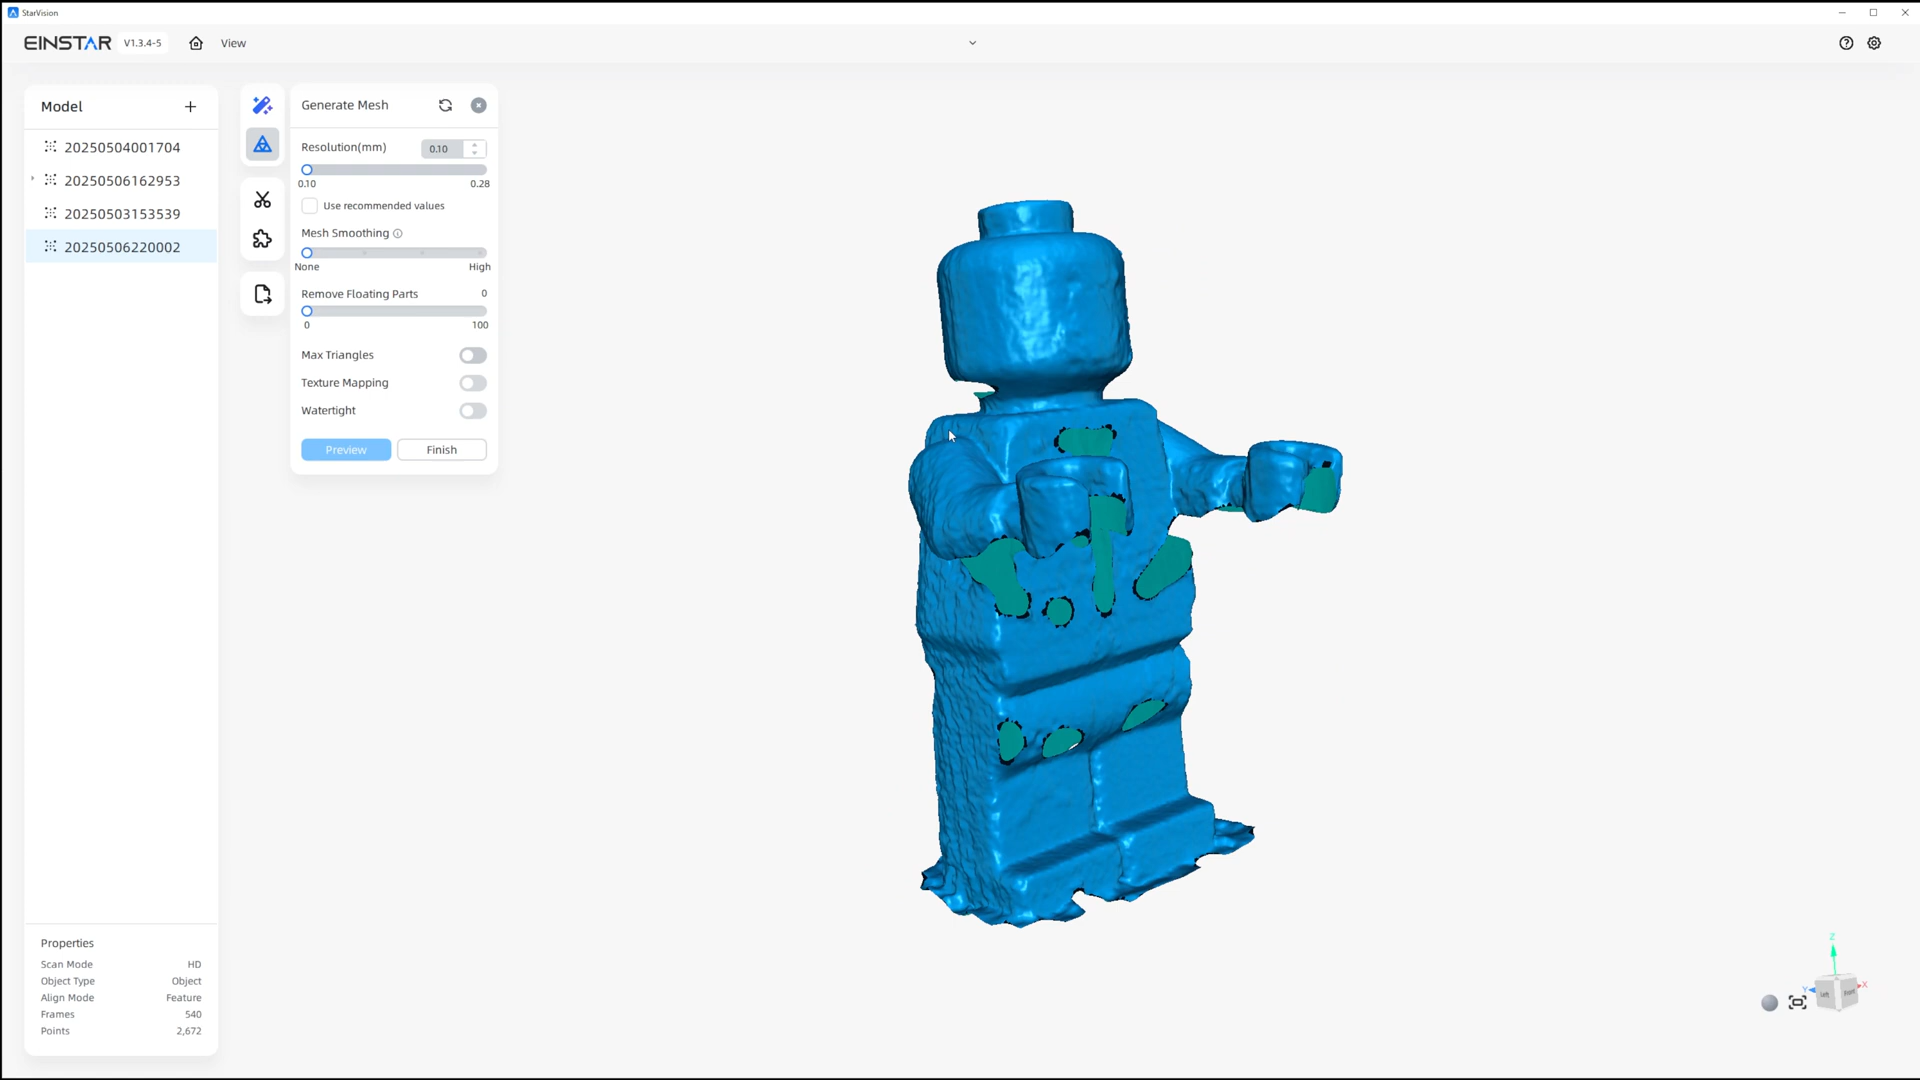 StarVision
EINSTAR V1.3.4-5 View
Model
20250504001704
20250506162953
20250503153539
20250506220002
Generate Mesh
Resolution(mm) 0.10
0.10 0.28
Use recommended values
Mesh Smoothing
None High
Remove Floating Parts 0
0 100
Max Triangles
Texture Mapping
Watertight
Preview Finish
Properties
Scan Mode HD
Object Type Object
Align Mode Feature
Frames 540
Points 2,672
Z
Y X
Left Front